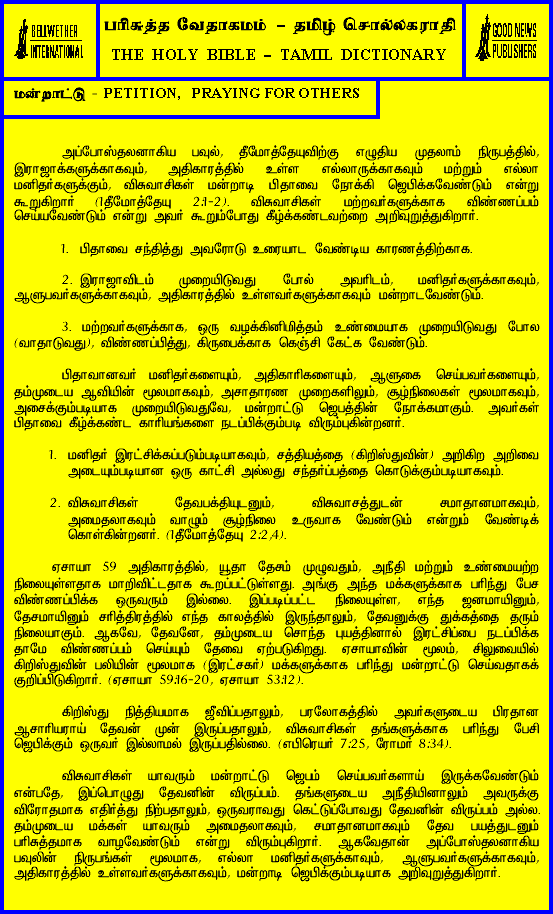 BELLWETHER
INTERNATIONAL
பரிசுத்த வேதாகமம் – தமிழ் சொல்லகராதி
THE HOLY BIBLE – TAMIL DICTIONARY
GOOD NEWS
PUBLISHERS
மன்றாட்டு - PETITION, PRAYING FOR OTHERS
அப்போஸ்தலனாகிய பவுல், தீமோத்தேயுவிற்கு எழுதிய முதலாம் நிருபத்தில்,
இராஜாக்களுக்காகவும், அதிகாரத்தில் உள்ள எல்லாருக்காகவும் மற்றும் எல்லா
மனிதர்களுக்கும், விசுவாசிகள் மன்றாடி பிதாவை நோக்கி ஜெபிக்கவேண்டும் என்று
கூறுகிறார் (1தீமோத்தேயு 2:1-2). விசுவாசிகள் மற்றவர்களுக்காக விண்ணப்பம்
செய்யவேண்டும் என்று அவர் கூறும்போது கீழ்க்கண்டவற்றை அறிவுறுத்துகிறார்.
1. பிதாவை சந்தித்து அவரோடு உரையாட வேண்டிய காரணத்திற்காக.
2. இராஜாவிடம் முறையிடுவது போல் அவரிடம், மனிதர்களுக்காகவும்,
ஆளுபவர்களுக்காகவும், அதிகாரத்தில் உள்ளவர்களுக்காகவும் மன்றாடவேண்டும்.
3. மற்றவர்களுக்காக, ஒரு வழக்கினிமித்தம் உண்மையாக முறையிடுவது போல
(வாதாடுவது), விண்ணப்பித்து, கிருபைக்காக கெஞ்சி கேட்க வேண்டும்.
பிதாவானவர் மனிதர்களையும், அதிகாரிகளையும், ஆளுகை செய்பவர்களையும்,
தம்முடைய ஆவியின் மூலமாகவும், அசாதாரண முறைகளிலும், சூழ்நிலைகள் மூலமாகவும்,
அசைக்கும்படியாக முறையிடுவதுவே, மன்றாட்டு ஜெபத்தின் நோக்கமாகும். அவர்கள்
பிதாவை கீழ்க்கண்ட காரியங்களை நடப்பிக்கும்படி விரும்புகின்றனர்.
1. மனிதர் இரட்சிக்கப்படும்படியாகவும், சத்தியத்தை (கிறிஸ்துவின்) அறிகிற அறிவை
அடையும்படியான ஒரு காட்சி அல்லது சந்தர்ப்பத்தை கொடுக்கும்படியாகவும்.
2. விசுவாசிகள் தேவபக்தியுடனும், விசுவாசத்துடன் சமாதானமாகவும்,
அமைதலாகவும் வாழும் சூழ்நிலை உருவாக வேண்டும் என்றும் வேண்டிக்
கொள்கின்றனர். (1தீமோத்தேயு 2:2,4).
ஏசாயா 59 அதிகாரத்தில், யூதா தேசம் முழுவதும், அநீதி மற்றும் உண்மையற்ற
நிலையுள்ளதாக மாறிவிட்டதாக கூறப்பட்டுள்ளது. அங்கு அந்த மக்களுக்காக பரிந்து பேச
விண்ணப்பிக்க ஒருவரும் இல்லை. இப்படிப்பட்ட நிலையுள்ள, எந்த ஜனமாயினும்,
தேசமாயினும் சரித்திரத்தில் எந்த காலத்தில் இருந்தாலும், தேவனுக்கு துக்கத்தை தரும்
நிலையாகும். ஆகவே, தேவனே, தம்முடைய சொந்த புயத்தினால் இரட்சிப்பை நடப்பிக்க
தாமே விண்ணப்பம் செய்யும் தேவை ஏற்படுகிறது. ஏசாயாவின் மூலம், சிலுவையில்
கிறிஸ்துவின் பலியின் மூலமாக (இரட்சகர்) மக்களுக்காக பரிந்து மன்றாட்டு செய்வதாகக்
குறிப்பிடுகிறார். (ஏசாயா 59:16-20, ஏசாயா 53:12).
கிறிஸ்து நித்தியமாக ஜீவிப்பதாலும், பரலோகத்தில் அவர்களுடைய பிரதான
ஆசாரியராய் தேவன் முன் இருப்பதாலும், விசுவாசிகள் தங்களுக்காக பரிந்து பேசி
ஜெபிக்கும் ஒருவர் இல்லாமல் இருப்பதில்லை. (எபிரெயர் 7:25, ரோமர் 8:34).
விசுவாசிகள் யாவரும் மன்றாட்டு ஜெபம் செய்பவர்களாய் இருக்கவேண்டும்
என்பதே, இப்பொழுது தேவனின் விருப்பம். தங்களுடைய அநீதியினாலும் அவருக்கு
விரோதமாக எதிர்த்து நிற்பதாலும், ஒருவராவது கெட்டுப்போவது தேவனின் விருப்பம் அல்ல.
தம்முடைய மக்கள் யாவரும் அமைதலாகவும், சமாதானமாகவும் தேவ பயத்துடனும்
பரிசுத்தமாக வாழவேண்டும் என்று விரும்புகிறார். ஆகவேதான் அப்போஸ்தலனாகிய
பவுலின் நிருபங்கள் மூலமாக, எல்லா மனிதர்களுக்காவும், ஆளுபவர்களுக்காகவும்,
அதிகாரத்தில் உள்ளவர்களுக்காகவும், மன்றாடி ஜெபிக்கும்படியாக அறிவுறுத்துகிறார்.